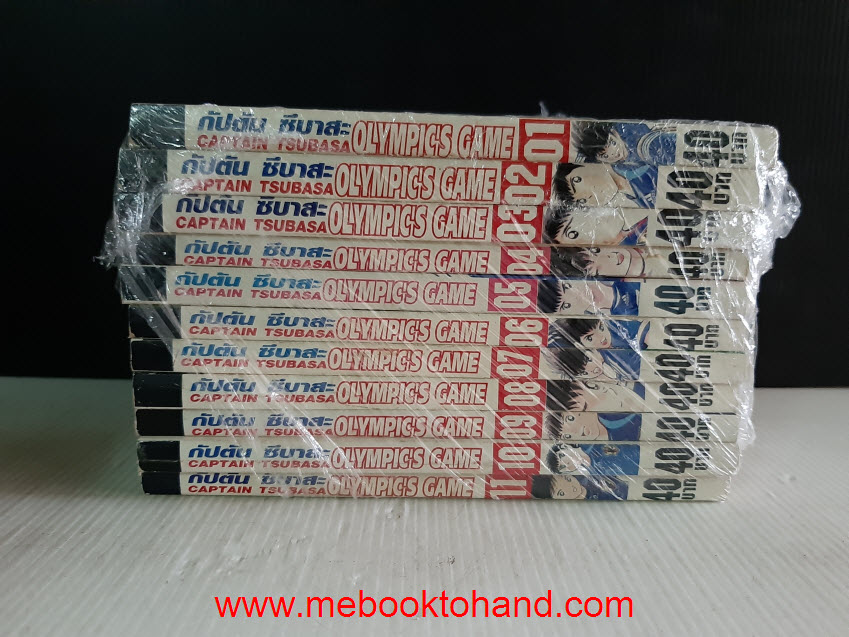 กัปตัน ซึบาสะ CAPTAIN TSUBASA OLYMPIC'S GAME 01 40 บาท
กัปตัน ซึบาสะ CAPTAIN TSUBASA OLYMPIC'S GAME 02 40 บาท
กัปตัน ซึบาสะ CAPTAIN TSUBASA OLYMPIC'S GAME 03 40 บาท
กัปตัน ซึบาสะ CAPTAIN TSUBASA OLYMPIC'S GAME 04 40 บาท
กัปตัน ซึบาสะ CAPTAIN TSUBASA OLYMPIC'S GAME 05 40 บาท
กัปตัน ซึบาสะ CAPTAIN TSUBASA OLYMPIC'S GAME 06 40 บาท
กัปตัน ซึบาสะ CAPTAIN TSUBASA OLYMPIC'S GAME 07 40 บาท
กัปตัน ซึบาสะ CAPTAIN TSUBASA OLYMPIC'S GAME 08 40 บาท
กัปตัน ซึบาสะ CAPTAIN TSUBASA OLYMPIC'S GAME 09 40 บาท
กัปตัน ซึบาสะ CAPTAIN TSUBASA OLYMPIC'S GAME 10 40 บาท
กัปตัน ซึบาสะ CAPTAIN TSUBASA OLYMPIC'S GAME 11 40 บาท
www.mebooktohand.com